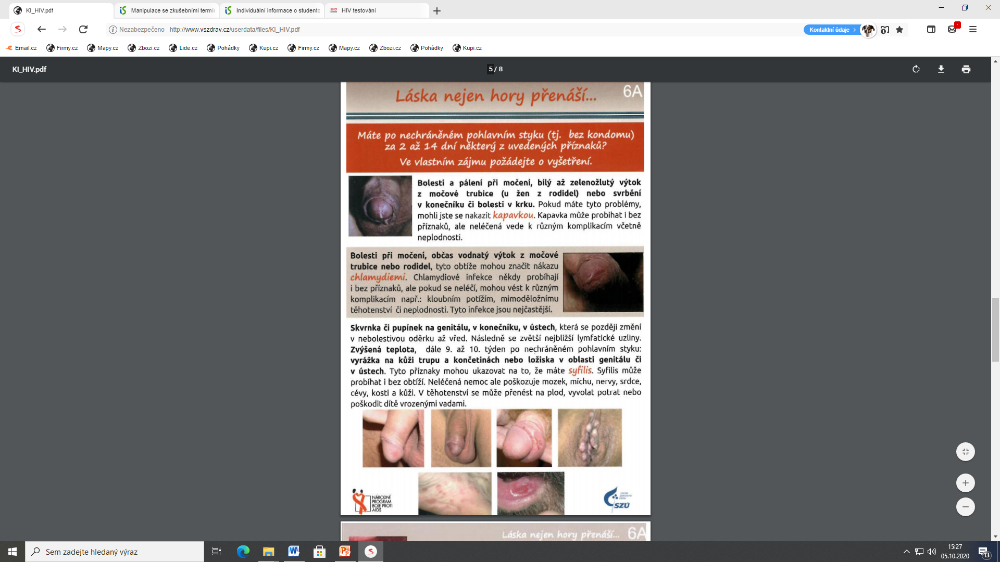 KI_HIV.pdf
Manipulace se zkušebními termín
Individuální informace o studento
HIV testování
Nezabezpečeno http://www.vszdrav.cz/userdata/files/KI_HIV.pdf
Kontaktní údaje
Email.cz Firmy.cz Mapy.cz Zbozi.cz Lide.cz Pohádky Kupi.cz Firmy.cz Mapy.cz Zbozi.cz Pohádky Kupi.cz
KI_HIV.pdf
5 / 8
Láska nejen hory přenáší...
6A
Máte po nechráněném pohlavním styku (tj. bez kondomu)
za 2 až 14 dní některý z uvedených příznaků?
Ve vlastním zájmu požádejte o vyšetření.
Bolesti a pálení při močení, bílý až zelenožlutý výtok
z močové trubice (u žen z rodidel) nebo svrbění
v konečníku či bolesti v krku. Pokud máte tyto problémy,
mohli jste se nakazit kapavkou. Kapavka může probíhat i bez
příznaků, ale neléčená vede k různým komplikacím včetně
neplodnosti.
Bolesti při močení, občas vodnatý výtok z močové
trubice nebo rodidel, tyto obtíže mohou značit nákazu
chlamydiemi. Chlamydiové infekce někdy probíhají
i bez příznaků, ale pokud se neléčí, mohou vést k různým
komplikacím např.: kloubním potížím, mimoděložnímu
těhotenství či neplodnosti. Tyto infekce jsou nejčastější.
Skvrnka či pupínek na genitálu, v konečníku, v ústech, která se později změní
v nebolestivou oděrku až vřed. Následně se zvětší nejbližší lymfatické uzliny.
Zvýšená teplota, dále 9. až 10. týden po nechráněném pohlavním styku:
vyrážka na kůži trupu a končetinách nebo ložiska v oblasti genitálu či
v ústech. Tyto příznaky mohou ukazovat na to, že máte syfilis. Syfilis může
probíhat i bez obtíží. Neléčená nemoc ale poškozuje mozek, míchu, nervy, srdce,
cévy, kosti a kůži. V těhotenství se může přenést na plod, vyvolat potrat nebo
poškodit dítě vrozenými vadami.
NÁRODNÍ
PROGRAM
BOJE PROTI
AIDS
SZÚ
Láska nejen hory přenáší...
6A
Sem zadejte hledaný výraz
15:27
05.10.2020
13